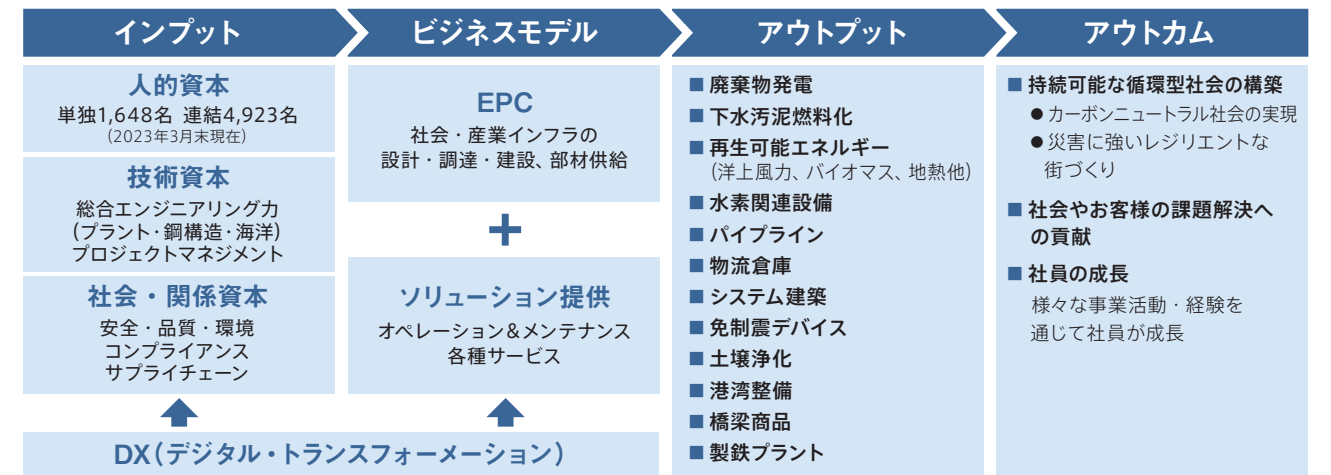 インプット
ビジネスモデル
アウトプット
アウトカム
人的資本
単独1,648名 連結4,923名
(2023年3月末現在)
技術資本
総合エンジニアリング力
(プラント・鋼構造・海洋)
プロジェクトマネジメント
社会・関係資本
安全・品質・環境
コンプライアンス
サプライチェーン
EPC
社会・産業インフラの
設計・調達・建設、部材供給
+
ソリューション提供
オペレーション&メンテナンス
各種サービス
DX(デジタル・トランスフォーメーション)
■ 廃棄物発電
■ 下水汚泥燃料化
■ 再生可能エネルギー
(洋上風力、バイオマス、地熱他)
■ 水素関連設備
■ パイプライン
■ 物流倉庫
■ システム建築
■ 免制震デバイス
■ 土壌浄化
■ 港湾整備
■ 橋梁商品
■ 製鉄プラント
■ 持続可能な循環型社会の構築
● カーボンニュートラル社会の実現
● 災害に強いレジリエントな
街づくり
■ 社会やお客様の課題解決へ
の貢献
■ 社員の成長
様々な事業活動・経験を
通じて社員が成長